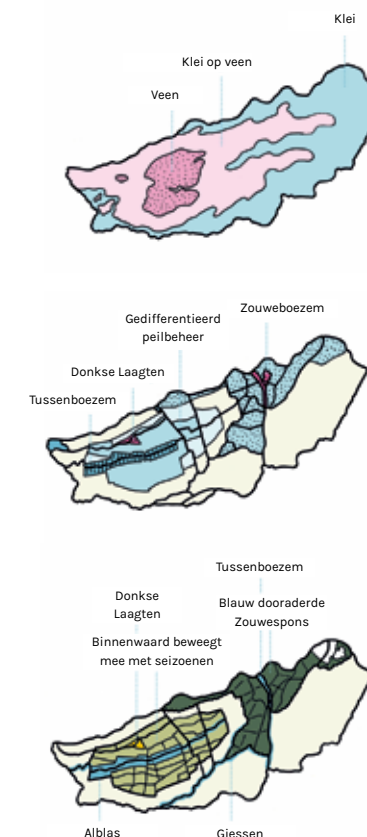 Klei
Klei op veen
Veen
Zouweboezem
Gedifferentieerd
peilbeheer
Donkse Laagten
Tussenboezem
Tussenboezem
Donkse
Laagten
Blauw dooraderde
Zouwespons
Binnenwaard beweegt
mee met seizoenen
Alblas
Giessen